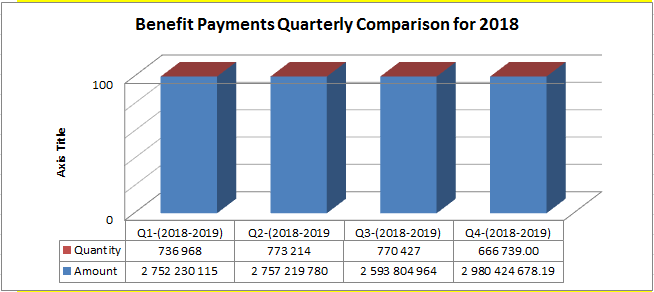 Benefit Payments Quarterly Comparison for 2018
100
Axis Title
0
Q1-(2018-2019) Q2-(2018-2019 Q3-(2018-2019) Q4-(2018-2019)
Quantity 736 968 773 214 770 427 666 739.00
Amount 2 752 230 115 2 757 219 780 2 593 804 964 2 980 424 678.19